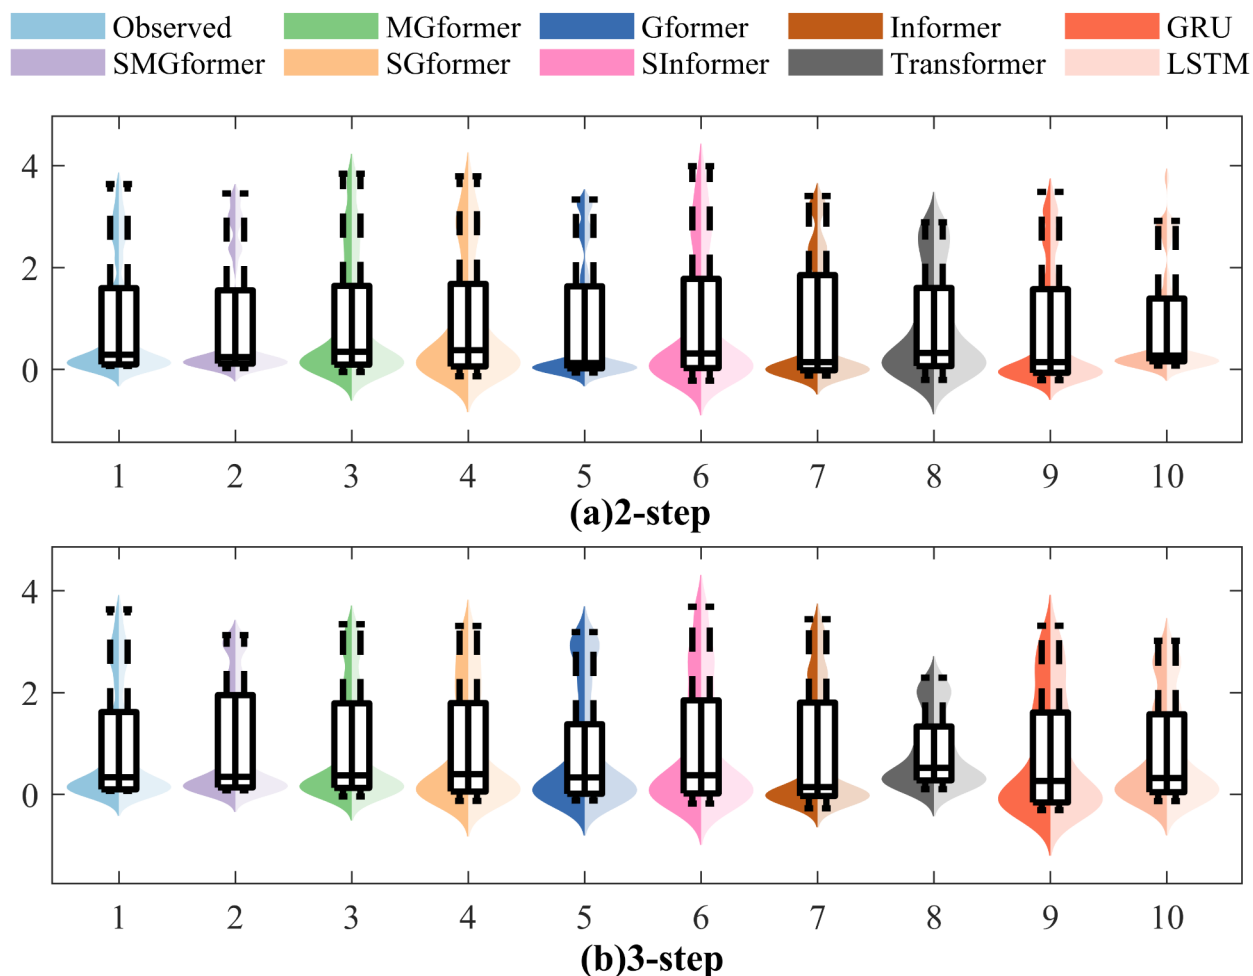 Observed MGformer Gformer Informer GRU
SMGformer SGformer SInformer Transformer LSTM
4
2
0
1 2 3 4 5 6 7 8 9 10
(a)2-step
4
2
0
1 2 3 4 5 6 7 8 9 10
(b)3-step